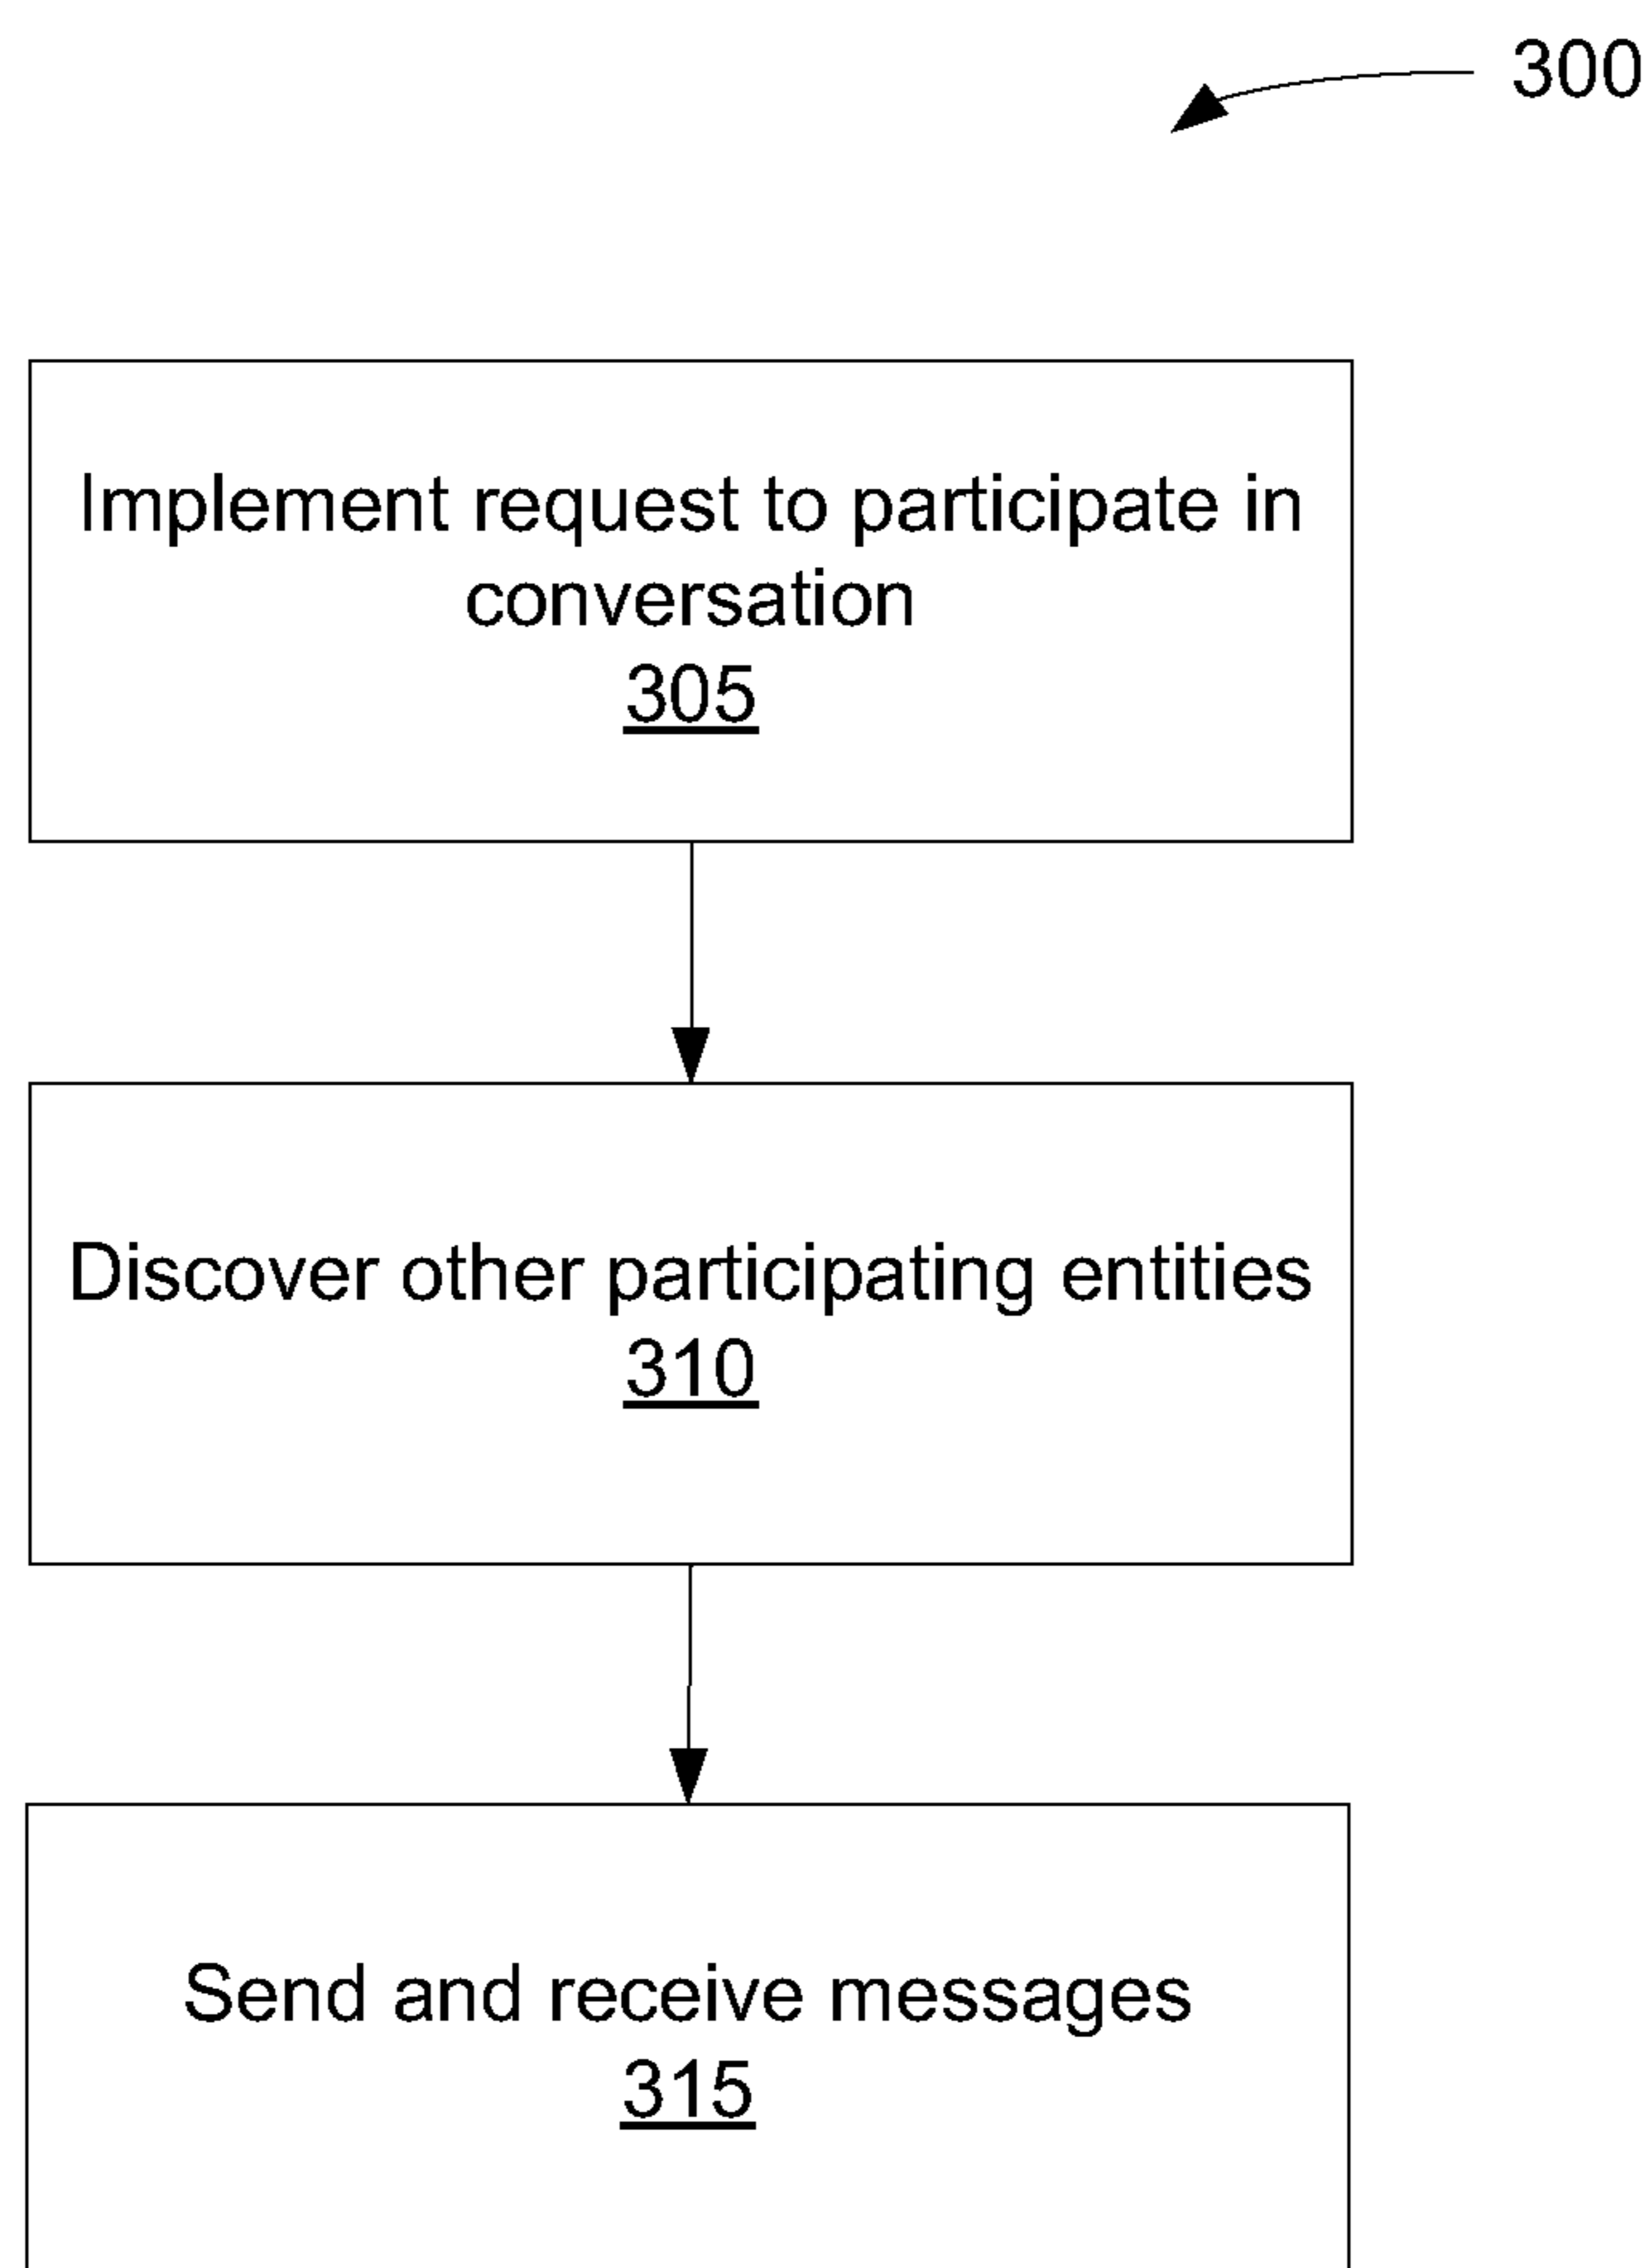 300
Implement request to participate in
conversation
305
Discover other participating entities
310
Send and receive messages
315